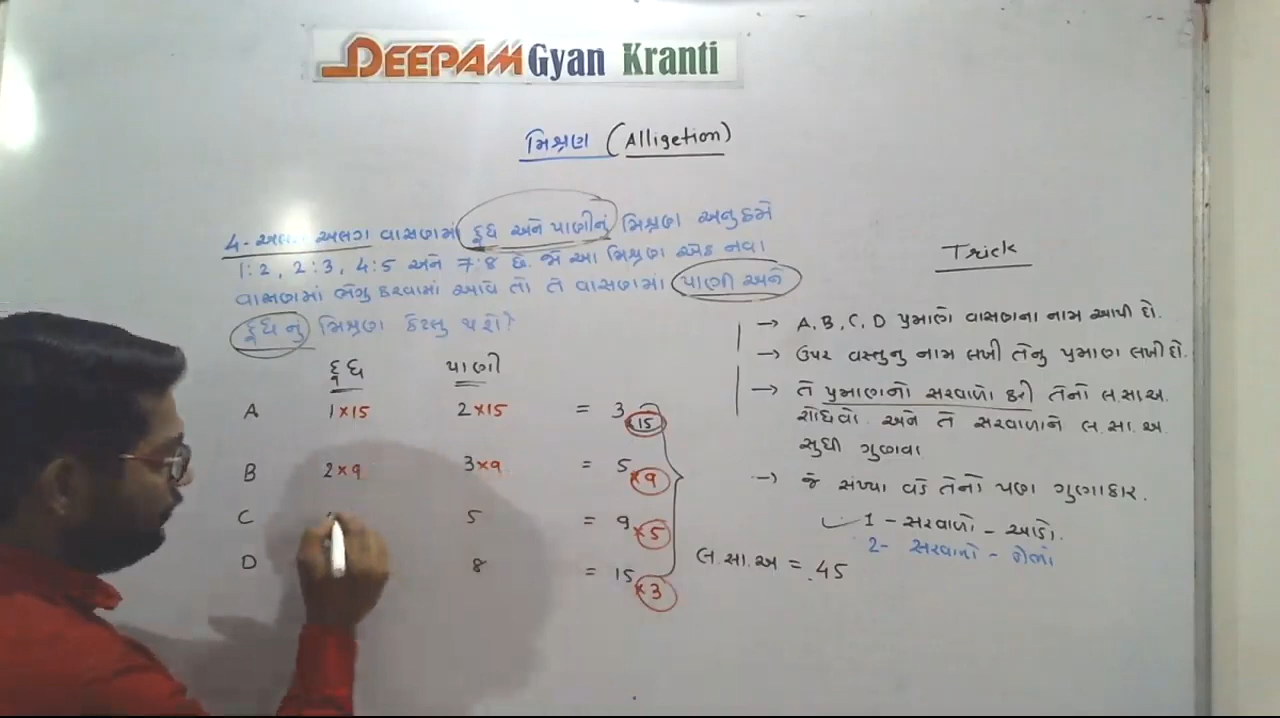 DEEPAM Gyan Kranti
મિશ્રણ (Alligetion)
4-અલગ અલગ વાસણમાં દૂધ અને પાણીનું મિશ્રણ અનુક્રમે
1:2, 2:3, 4:5 અને 7:8 છે. જો આ મિશ્રણ એક નવા
વાસણમાં ભેગુ કરવામાં આવે તો તે વાસણમાં પાણી અને
દૂધનું મિશ્રણ કેટલુ થશે?
દૂધ પાણી
A 1×15 2×15 = 3 ×15
B 2×9 3×9 = 5 ×9
C 5 = 9 ×5
D 8 = 15 ×3
લ.સા.અ = 45
Trick
→ A, B, C, D પ્રમાણે વાસણના નામ આપી દો.
→ ઉપર વસ્તુનુ નામ લખી તેનુ પ્રમાણ લખી દો.
→ તે પ્રમાણનો સરવાળો કરી તેનો લ.સા.અ.
શોધવો અને તે સરવાળાને લ.સા.અ
સુધી ગુણવા
→ જે સંખ્યા વડે તેનો પણ ગુણાકાર.
1 - સરવાળો - આડો.
2 - સરવાળો - ઊભો